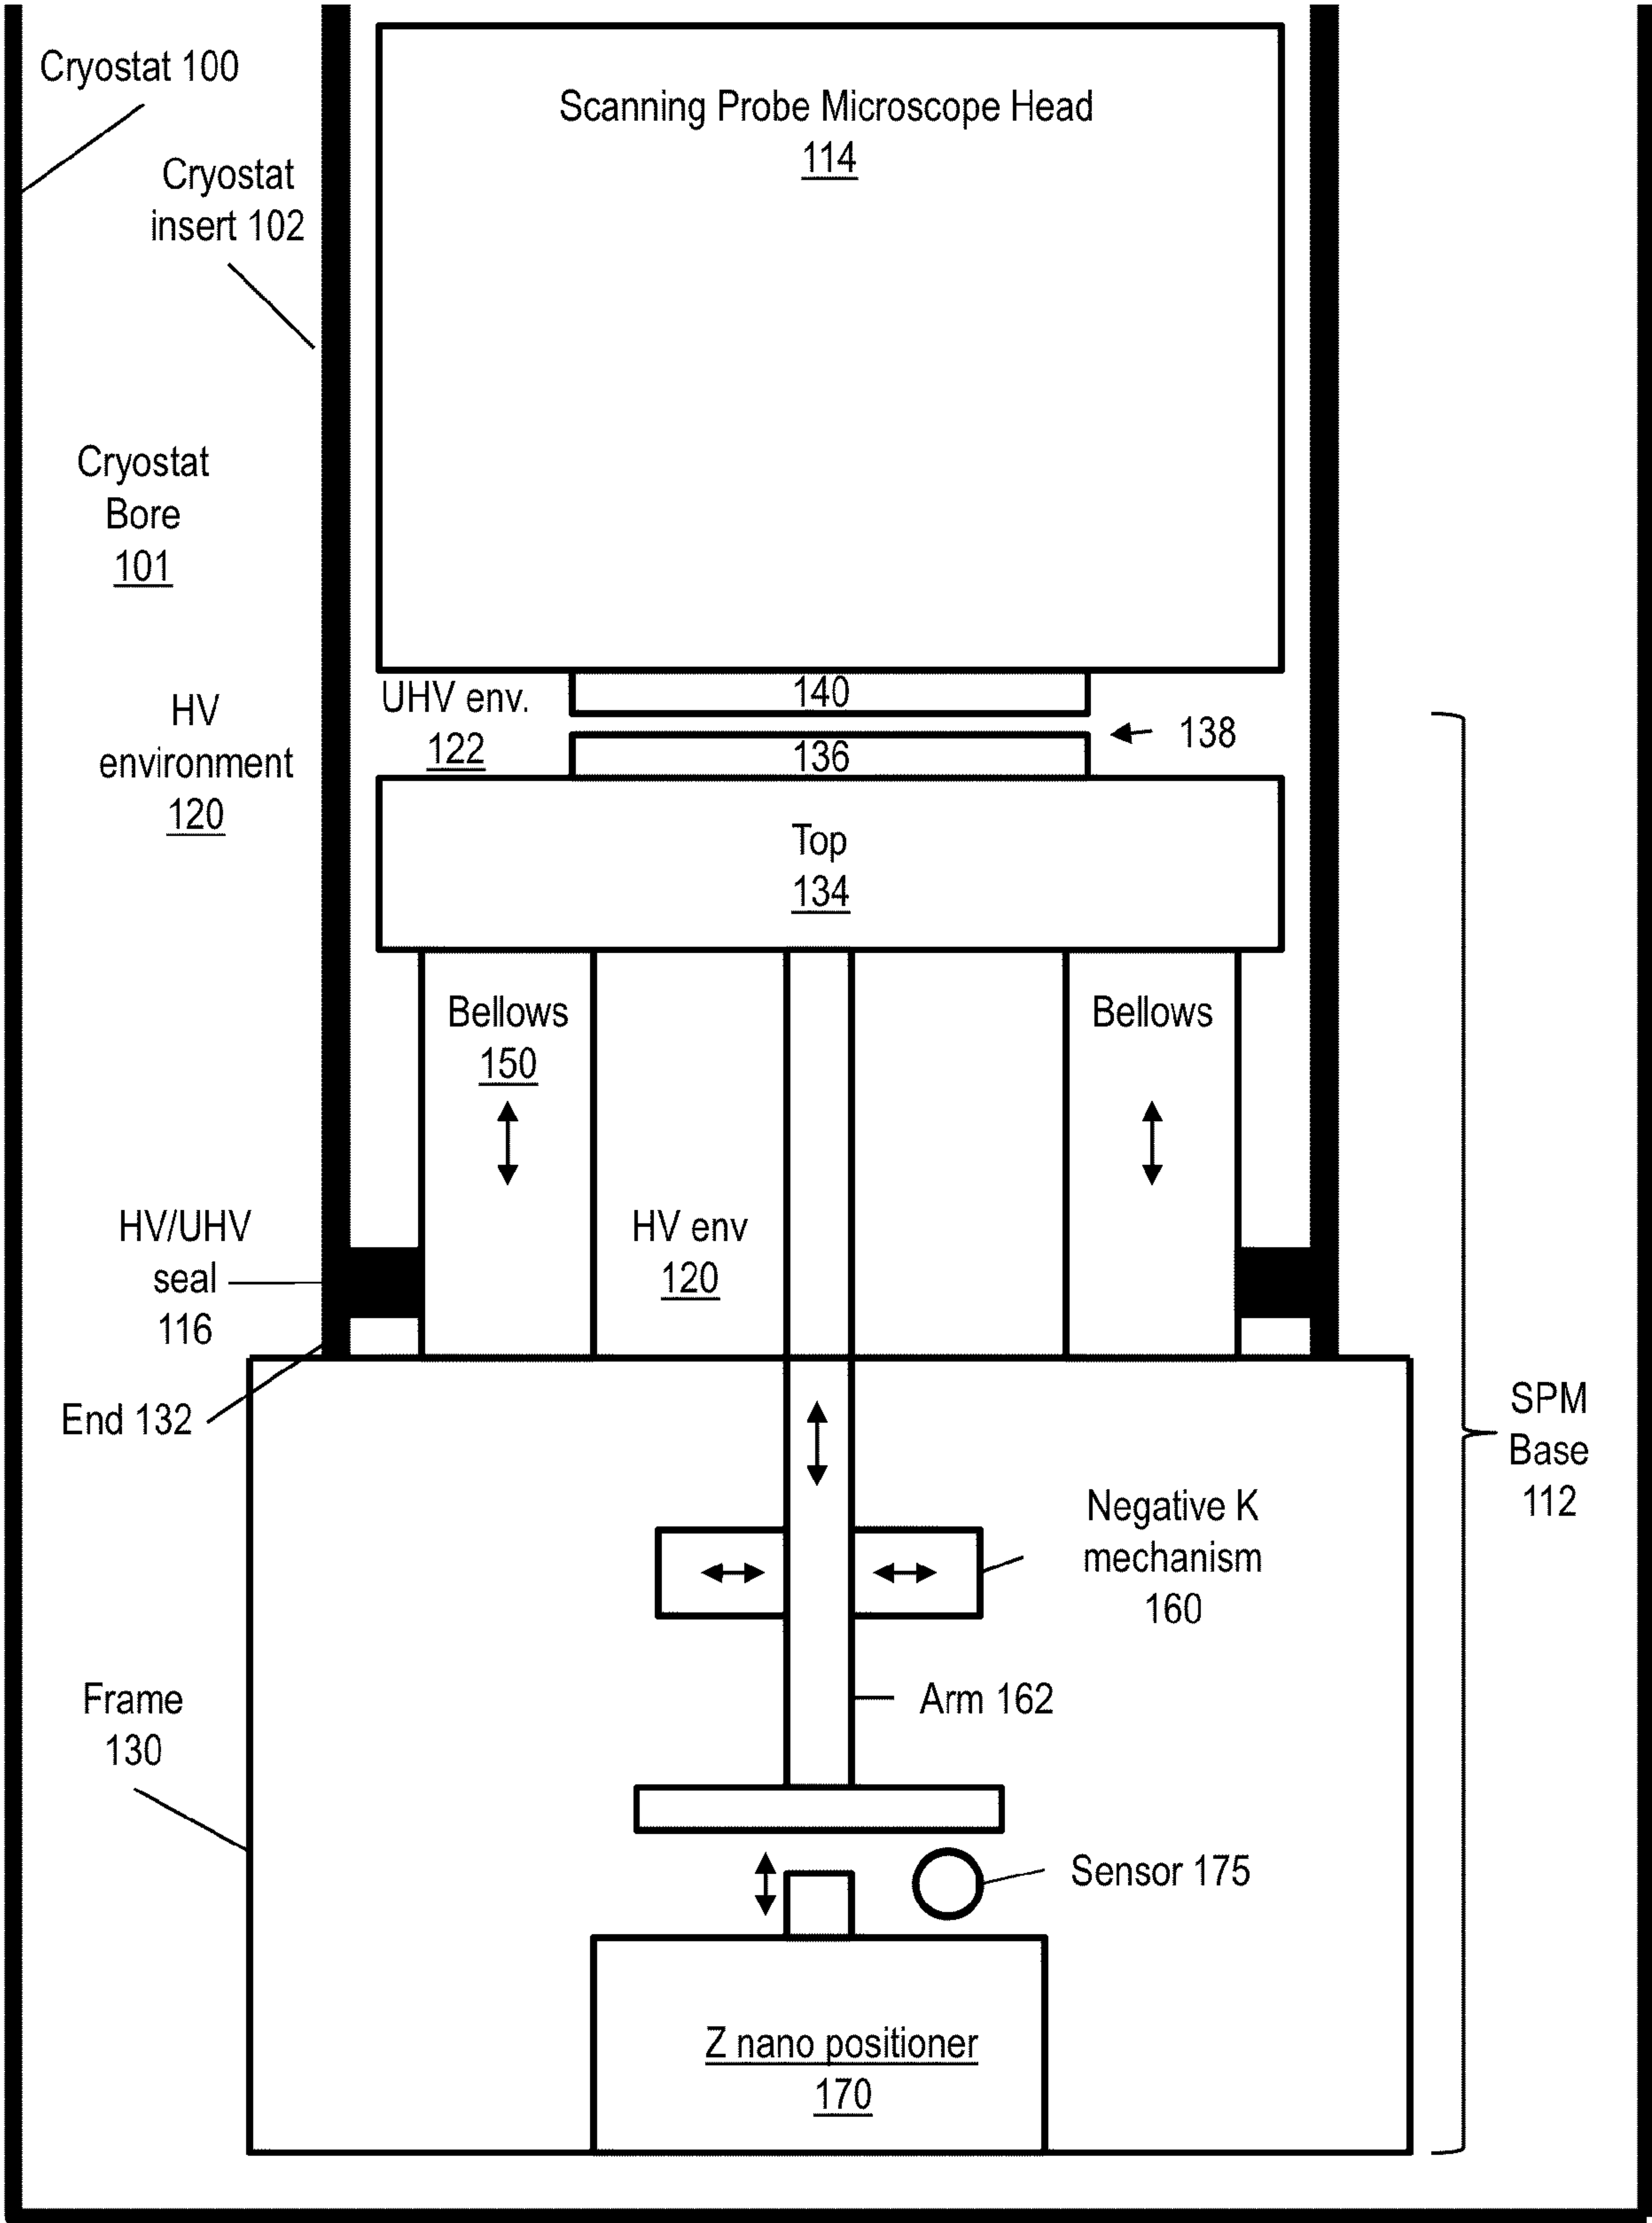 Cryostat 100
Scanning Probe Microscope Head
114
Cryostat
insert 102
Cryostat
Bore
101
HV
environment
120
UHV env.
122
140
138
136
Top
134
Bellows
150
Bellows
HV/UHV
seal
116
HV env
120
End 132
SPM
Base
112
Negative K
mechanism
160
Frame
130
Arm 162
Sensor 175
Z nano positioner
170